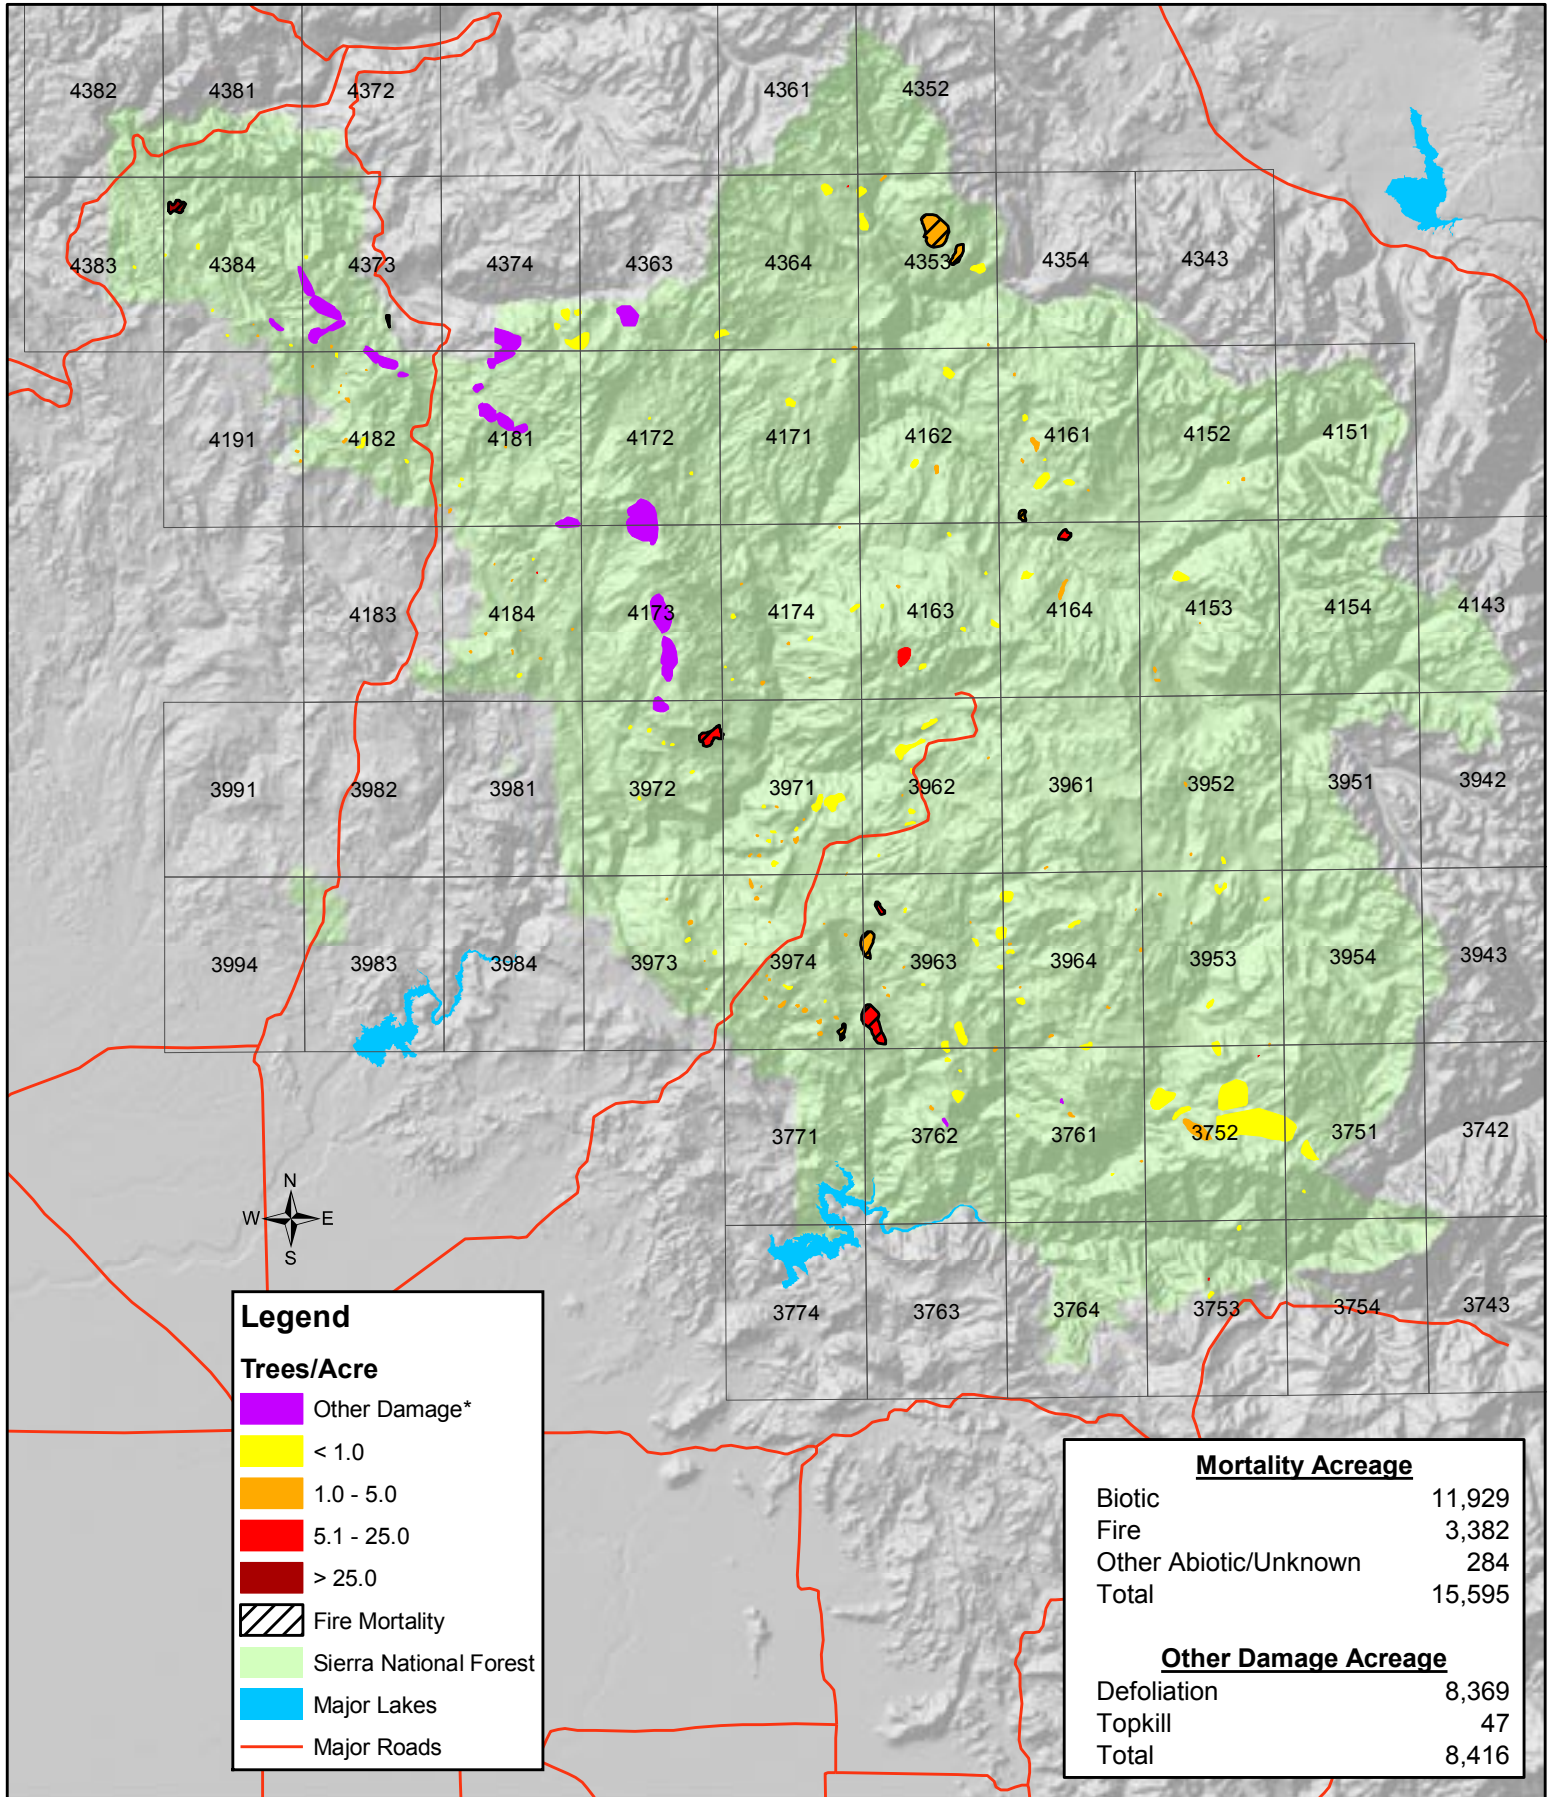 4382 4381 4372 4361 4352
4383 4384 4373 4374 4363 4364 4353 4354 4343
4191 4182 4181 4172 4171 4162 4161 4152 4151
4183 4184 4173 4174 4163 4164 4153 4154 4143
3991 3982 3981 3972 3971 3962 3961 3952 3951 3942
3994 3983 3984 3973 3974 3963 3964 3953 3954 3943
3771 3762 3761 3752 3751 3742
3774 3763 3764 3753 3754 3743
N
W E
S
Legend
Trees/Acre
Other Damage*
< 1.0
1.0 - 5.0
5.1 - 25.0
> 25.0
Fire Mortality
Sierra National Forest
Major Lakes
Major Roads
Mortality Acreage
Biotic 11,929
Fire 3,382
Other Abiotic/Unknown 284
Total 15,595
Other Damage Acreage
Defoliation 8,369
Topkill 47
Total 8,416